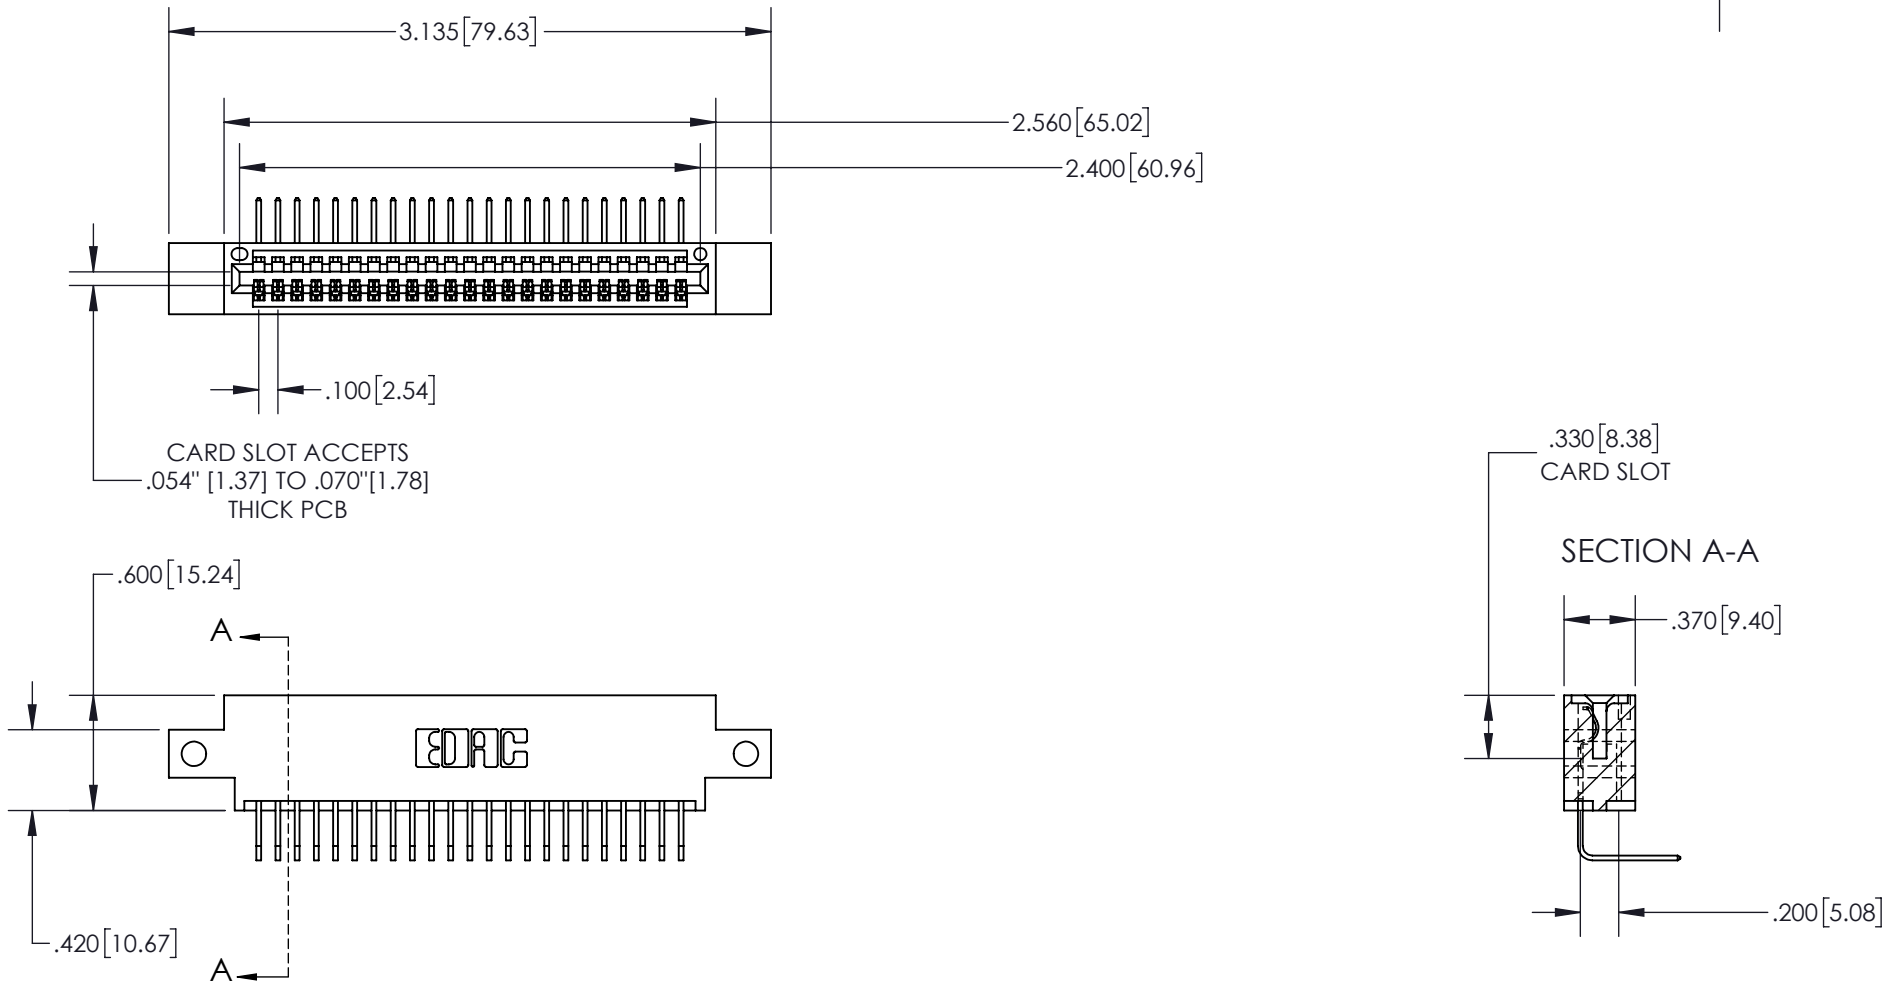 3.135[79.63]
2.560[65.02]
2.400[60.96]
.100[2.54]
CARD SLOT ACCEPTS
.054" [1.37] TO .070"[1.78]
THICK PCB
.330[8.38]
CARD SLOT
SECTION A-A
.600[15.24]
.370[9.40]
A
EDAC
.200[5.08]
.420[10.67]
A